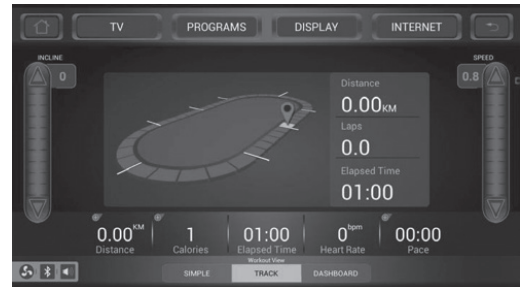 TV PROGRAMS DISPLAY INTERNET
INCLINE SPEED
0 0.8
Distance
0.00KM
Laps
0.0
Elapsed Time
01:00
0.00KM 1 01:00 0bpm 00:00
Distance Calories Elapsed Time Heart Rate Pace
Workout View
SIMPLE TRACK DASHBOARD